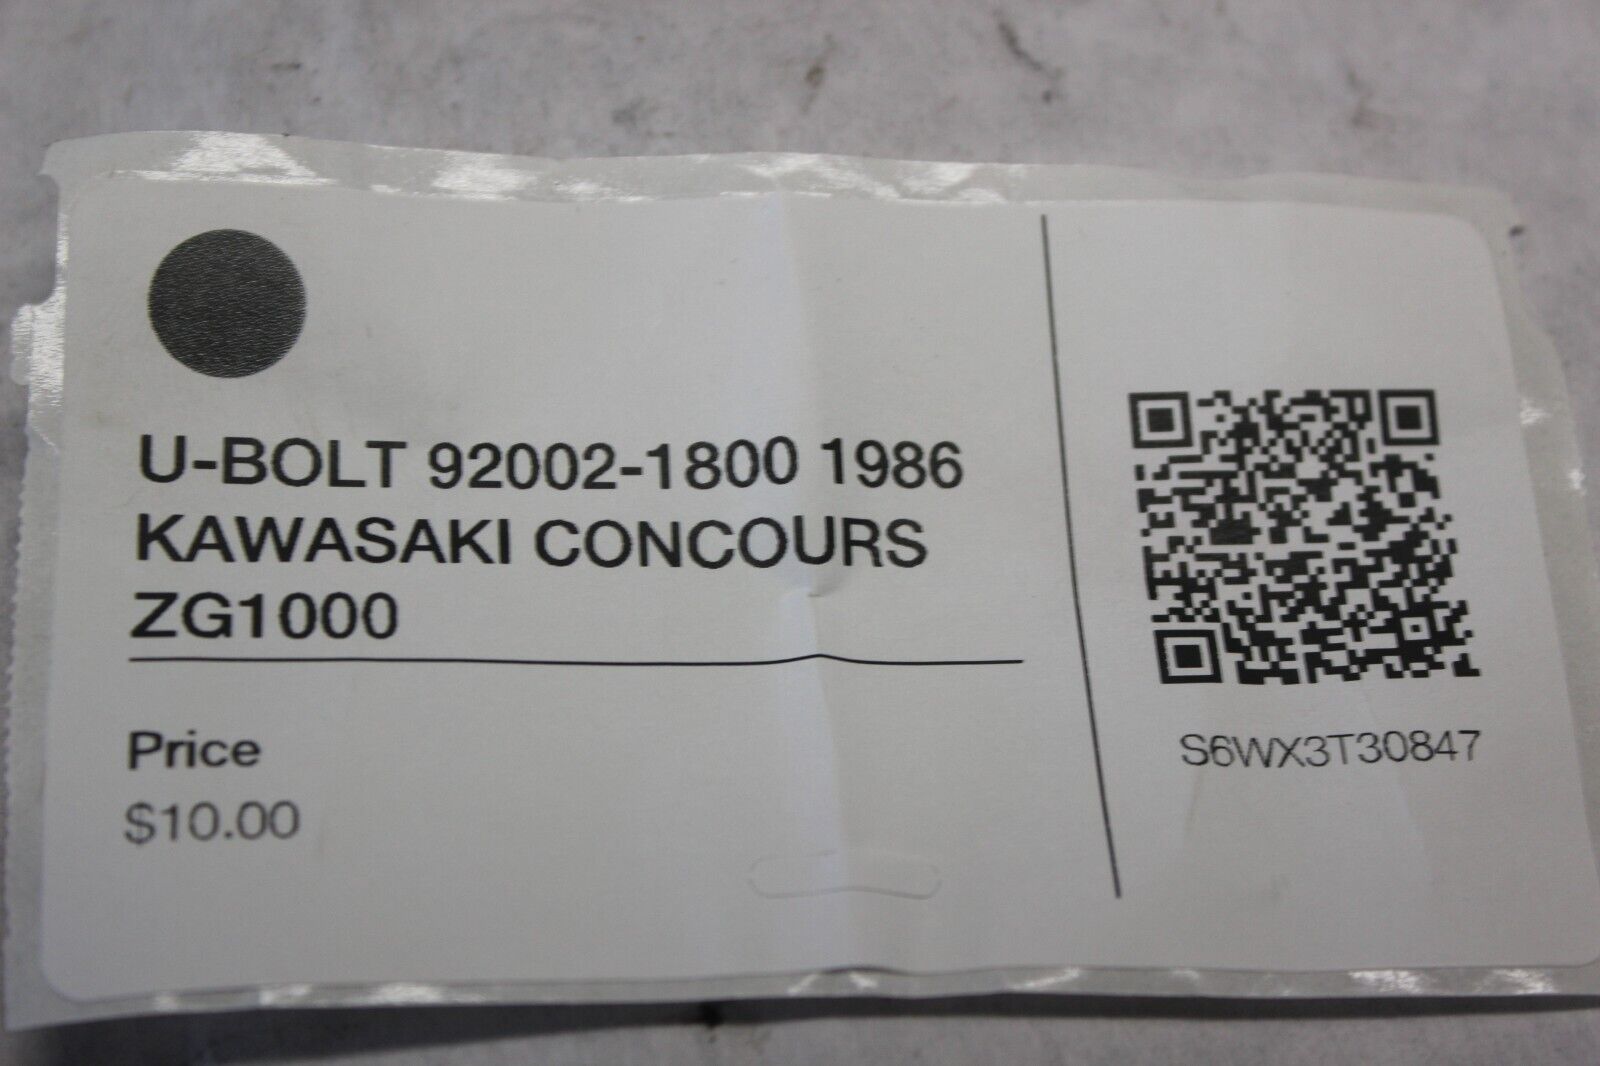 U-BOLT 92002-1800 1986
KAWASAKI CONCOURS
ZG1000
Price
$10.00
S6WX3T30847